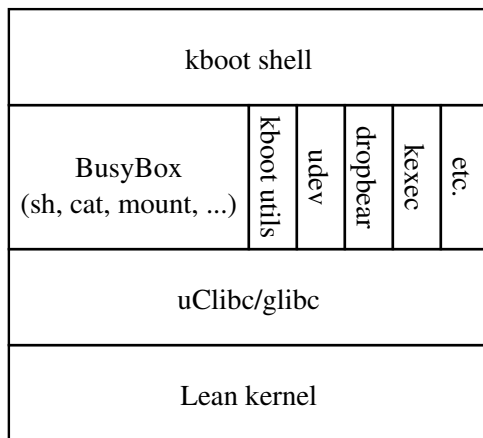 kboot shell
BusyBox
(sh, cat, mount, ...)
kboot utils
udev
dropbear
kexec
etc.
uClibc/glibc
Lean kernel